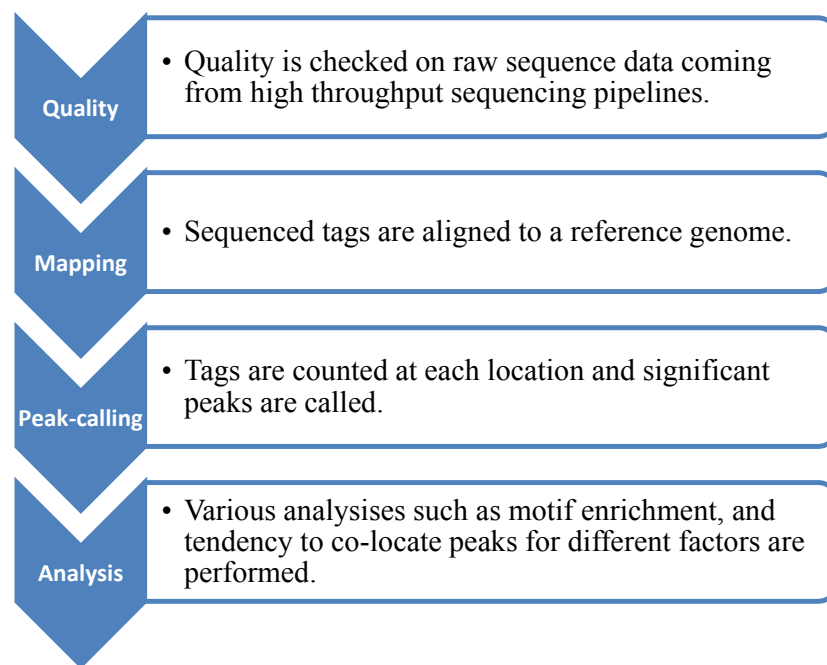 Quality
• Quality is checked on raw sequence data coming
from high throughput sequencing pipelines.
Mapping
• Sequenced tags are aligned to a reference genome.
Peak-calling
• Tags are counted at each location and significant
peaks are called.
Analysis
• Various analysises such as motif enrichment, and
tendency to co-locate peaks for different factors are
performed.